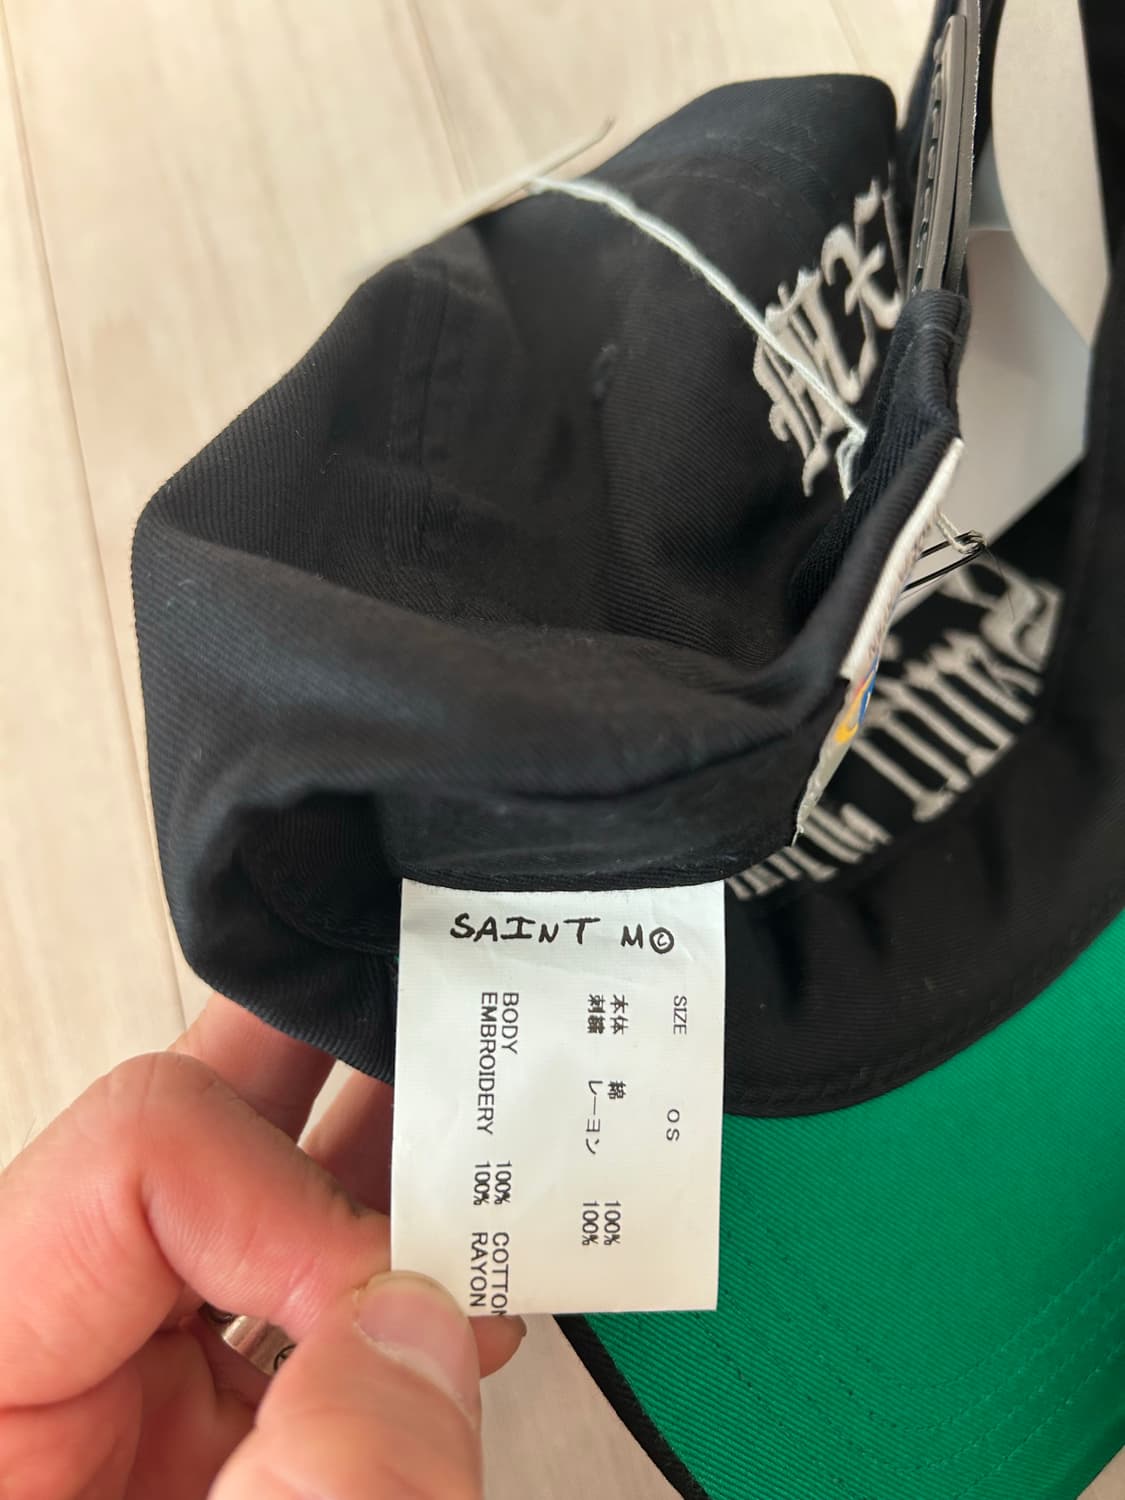 SAINT M©
SIZE OS
本体 綿 100%
刺繍 レーヨン 100%
BODY 100% COTTON
EMBROIDERY 100% RAYON